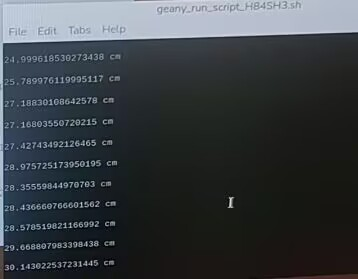 geany_run_script_H84SH3.sh
File Edit Tabs Help
24.999618530273438 cm
25.789976119995117 cm
27.18830108642578 cm
27.16803550720215 cm
27.42743492126465 cm
28.975725173950195 cm
28.35559844970703 cm
28.436660766601562 cm
28.578519821166992 cm
29.668807983398438 cm
30.143022537231445 cm